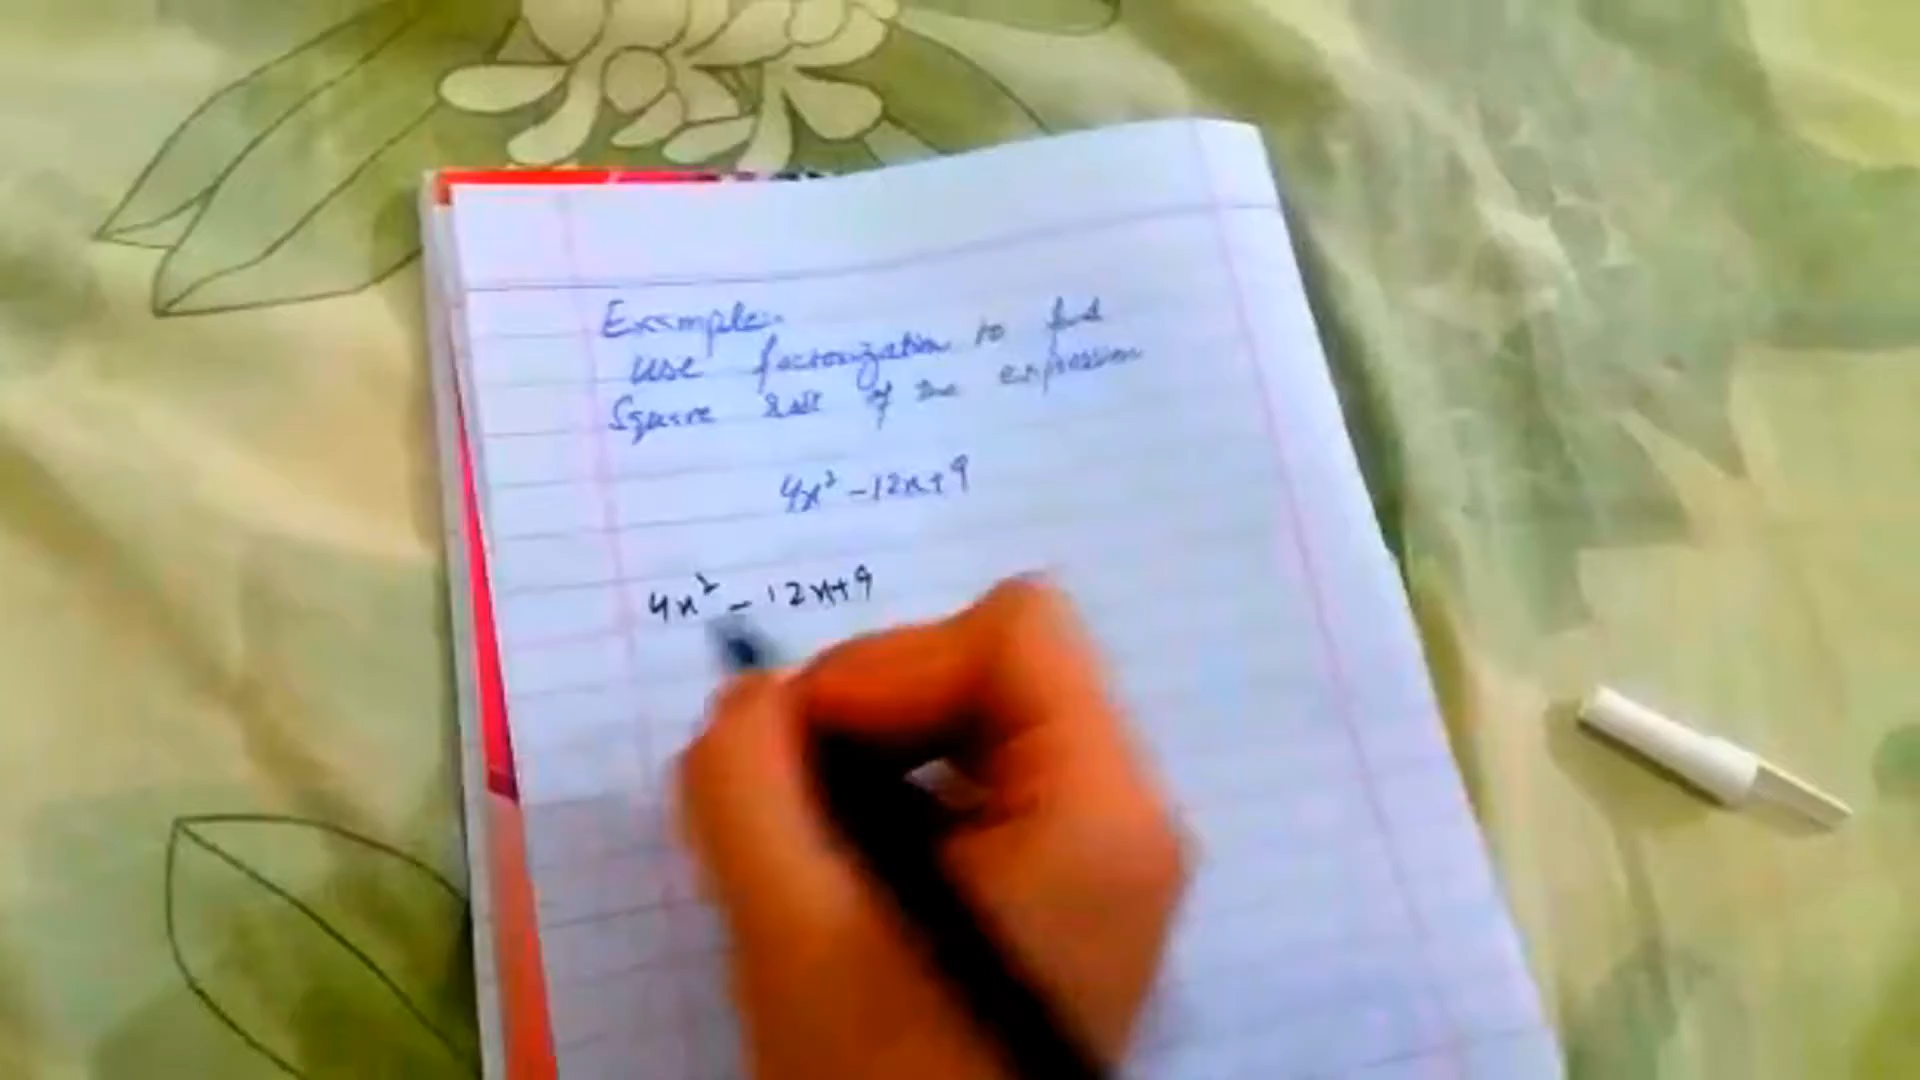 Example:
Use factorization to find
Square root of the expression
4x² - 12x + 9
4x² - 12x + 9